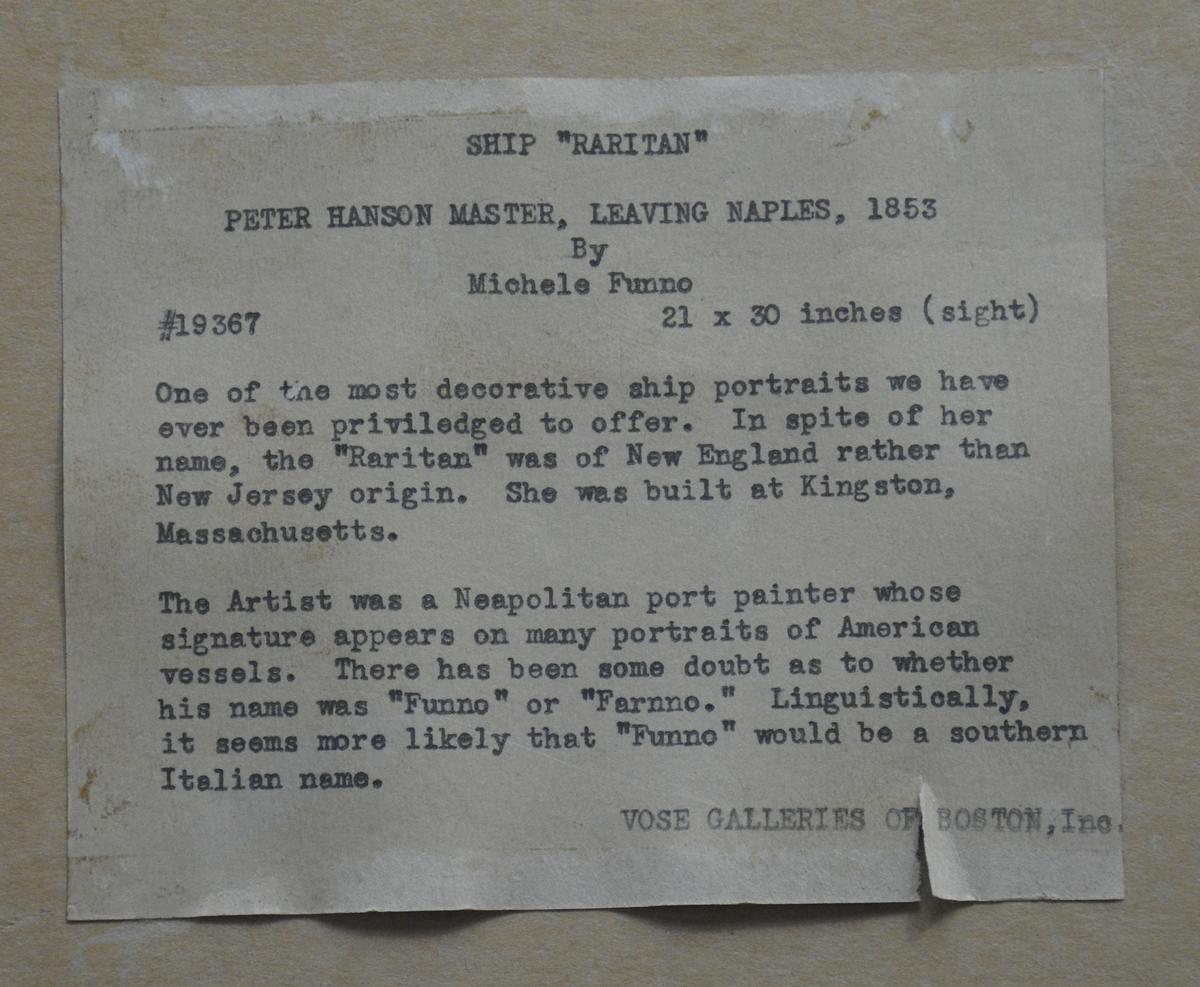 SHIP "RARITAN"
PETER HANSON MASTER, LEAVING NAPLES, 1853
By
Michele Funno
#19367 21 x 30 inches (sight)
One of the most decorative ship portraits we have
ever been priviledged to offer. In spite of her
name, the "Raritan" was of New England rather than
New Jersey origin. She was built at Kingston,
Massachusetts.
The Artist was a Neapolitan port painter whose
signature appears on many portraits of American
vessels. There has been some doubt as to whether
his name was "Funno" or "Farnno." Linguistically,
it seems more likely that "Funno" would be a southern
Italian name.
VOSE GALLERIES OF BOSTON, Inc.